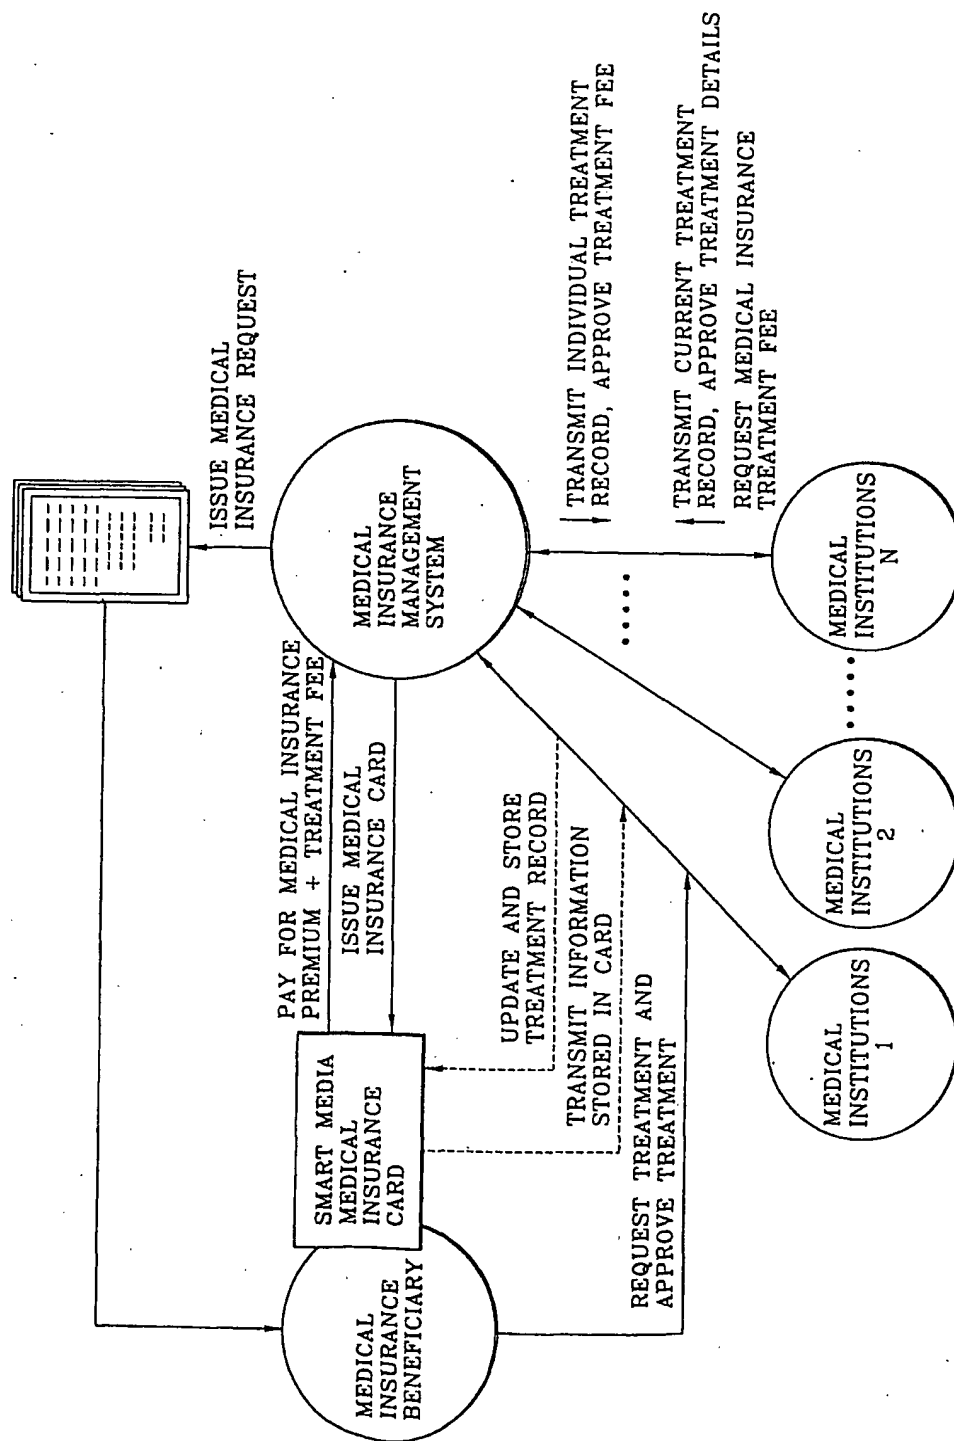 ISSUE MEDICAL
INSURANCE REQUEST
PAY FOR MEDICAL INSURANCE
PREMIUM + TREATMENT FEE
MEDICAL
INSURANCE
MANAGEMENT
SYSTEM
ISSUE MEDICAL
INSURANCE CARD
SMART MEDIA
MEDICAL
INSURANCE
CARD
MEDICAL
INSURANCE
BENEFICIARY
UPDATE AND STORE
TREATMENT RECORD
TRANSMIT INFORMATION
STORED IN CARD
REQUEST TREATMENT AND
APPROVE TREATMENT
TRANSMIT INDIVIDUAL TREATMENT
RECORD, APPROVE TREATMENT FEE
TRANSMIT CURRENT TREATMENT
RECORD, APPROVE TREATMENT DETAILS
REQUEST MEDICAL INSURANCE
TREATMENT FEE
MEDICAL
INSTITUTIONS
1
MEDICAL
INSTITUTIONS
2
MEDICAL
INSTITUTIONS
N